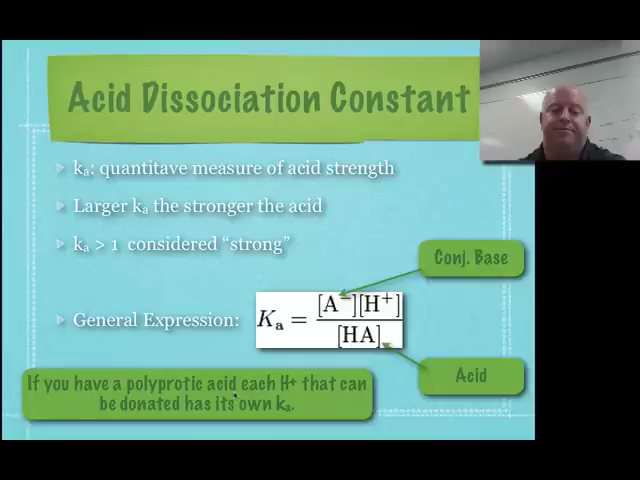 Acid Dissociation Constant
kₐ: quantitave measure of acid strength
Larger kₐ the stronger the acid
kₐ > 1 considered “strong”
Conj. Base
General Expression: Kₐ = [A⁻][H⁺] / [HA]
Acid
If you have a polyprotic acid each H+ that can
be donated has its own kₐ.